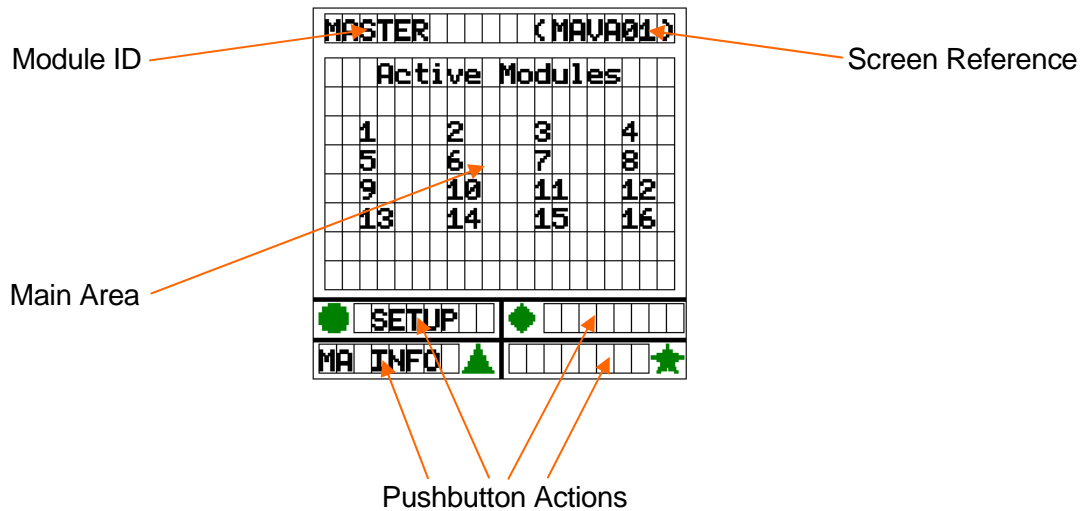 MASTER (MAVA01)
Module ID
Screen Reference
Active Modules
1 2 3 4
5 6 7 8
9 10 11 12
13 14 15 16
Main Area
SETUP
MA INFO
Pushbutton Actions